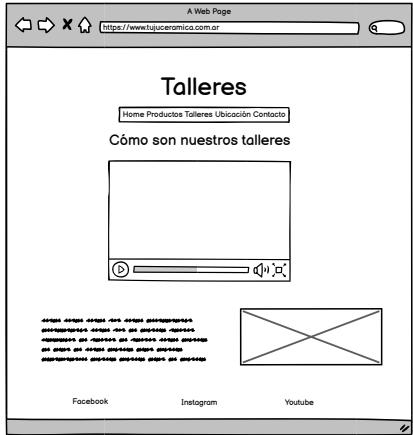 A Web Page
https://www.tujuceramica.com.ar
Talleres
Home Productos Talleres Ubicación Contacto
Cómo son nuestros talleres
Facebook Instagram Youtube